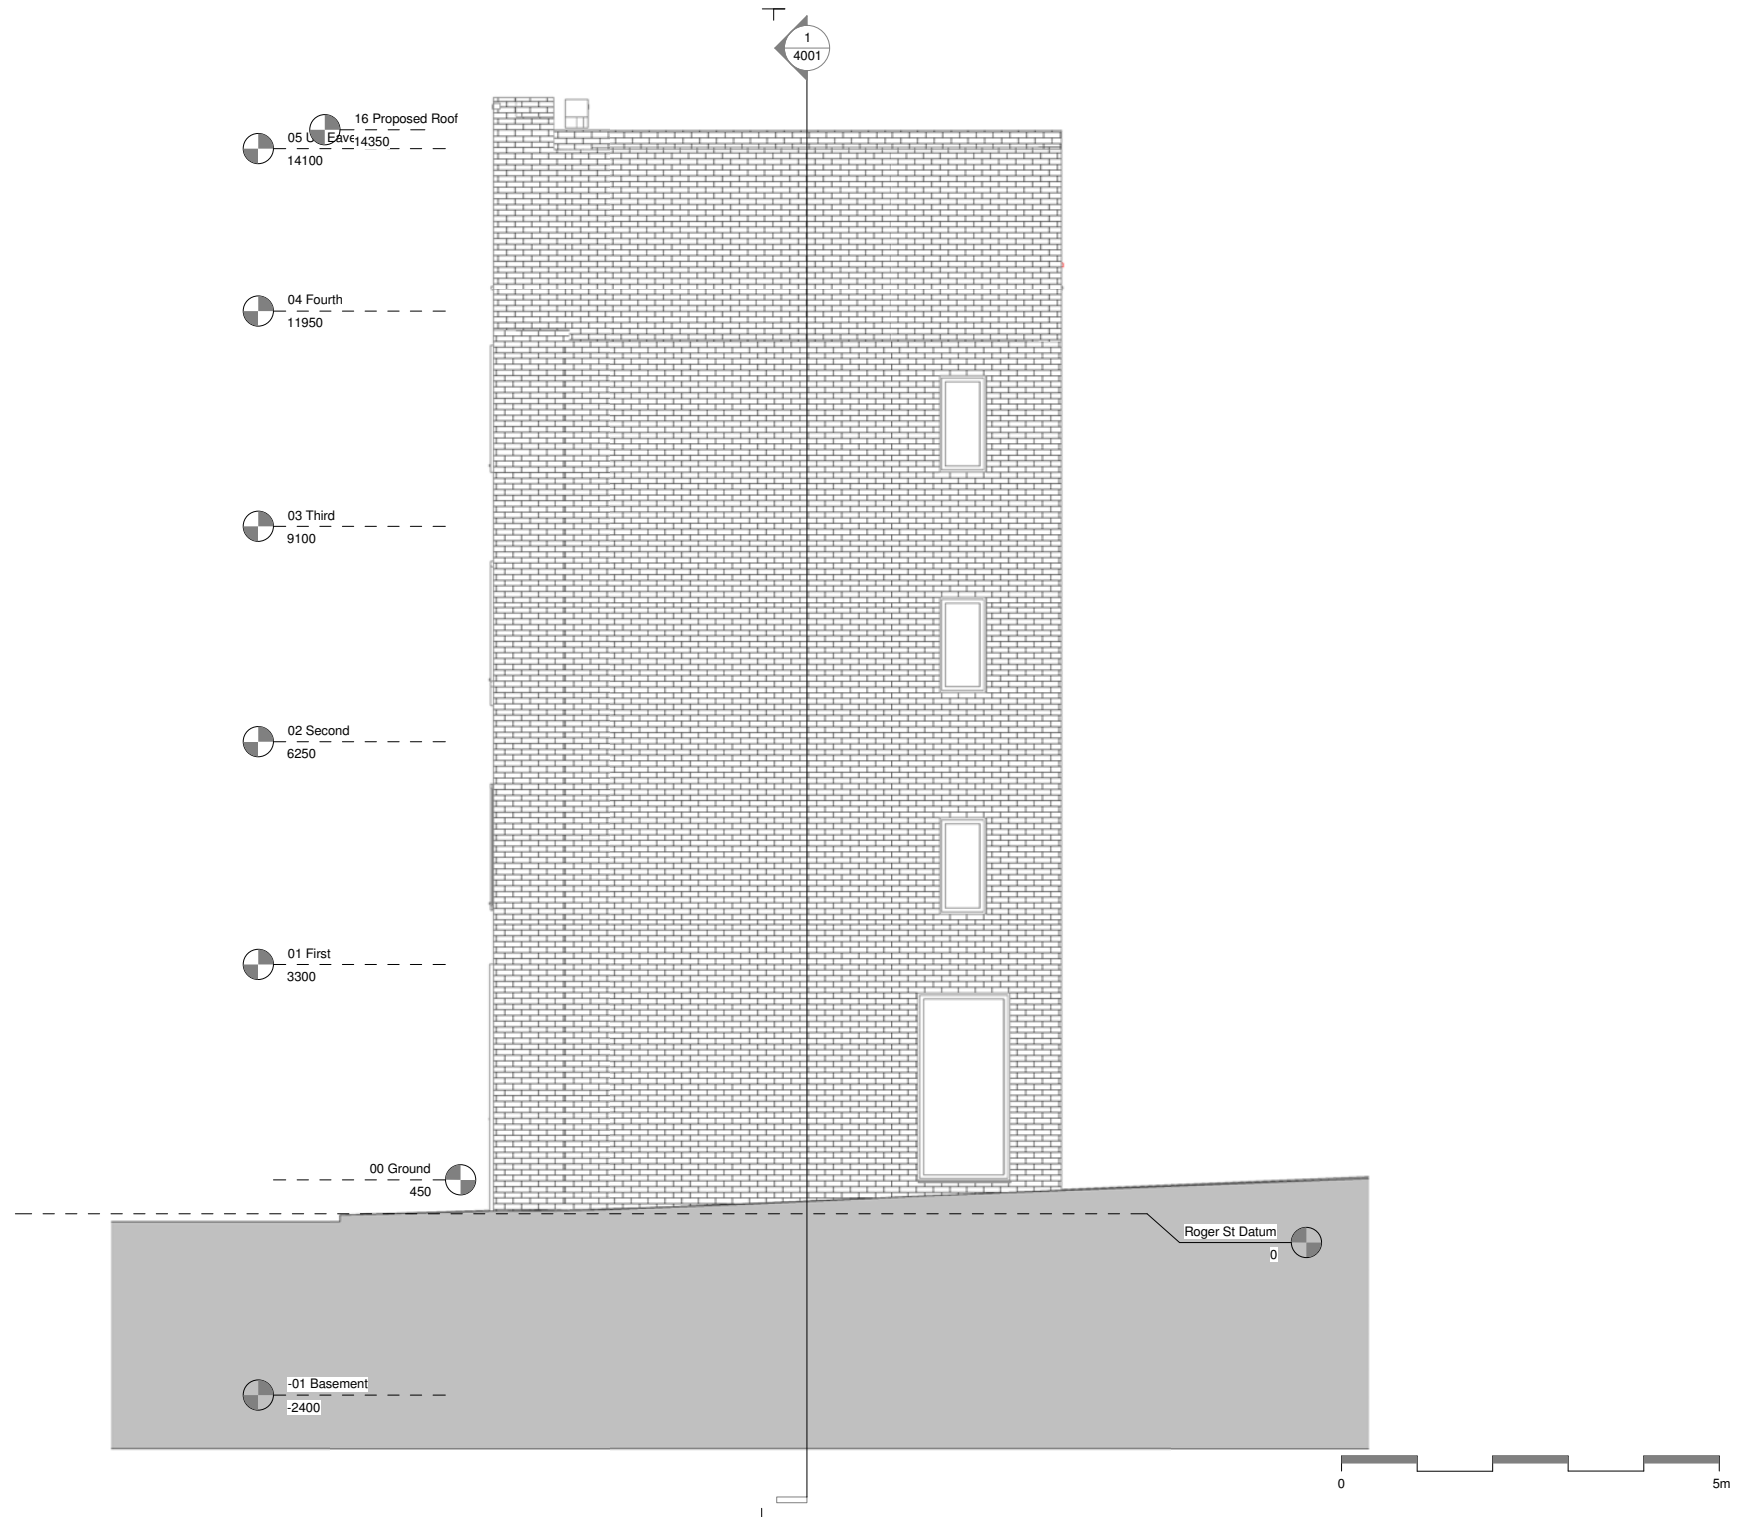 1
4001
16 Proposed Roof
14350
05 U Eave
14100
04 Fourth
11950
03 Third
9100
02 Second
6250
01 First
3300
00 Ground
450
Roger St Datum
0
-01 Basement
-2400
0 5m